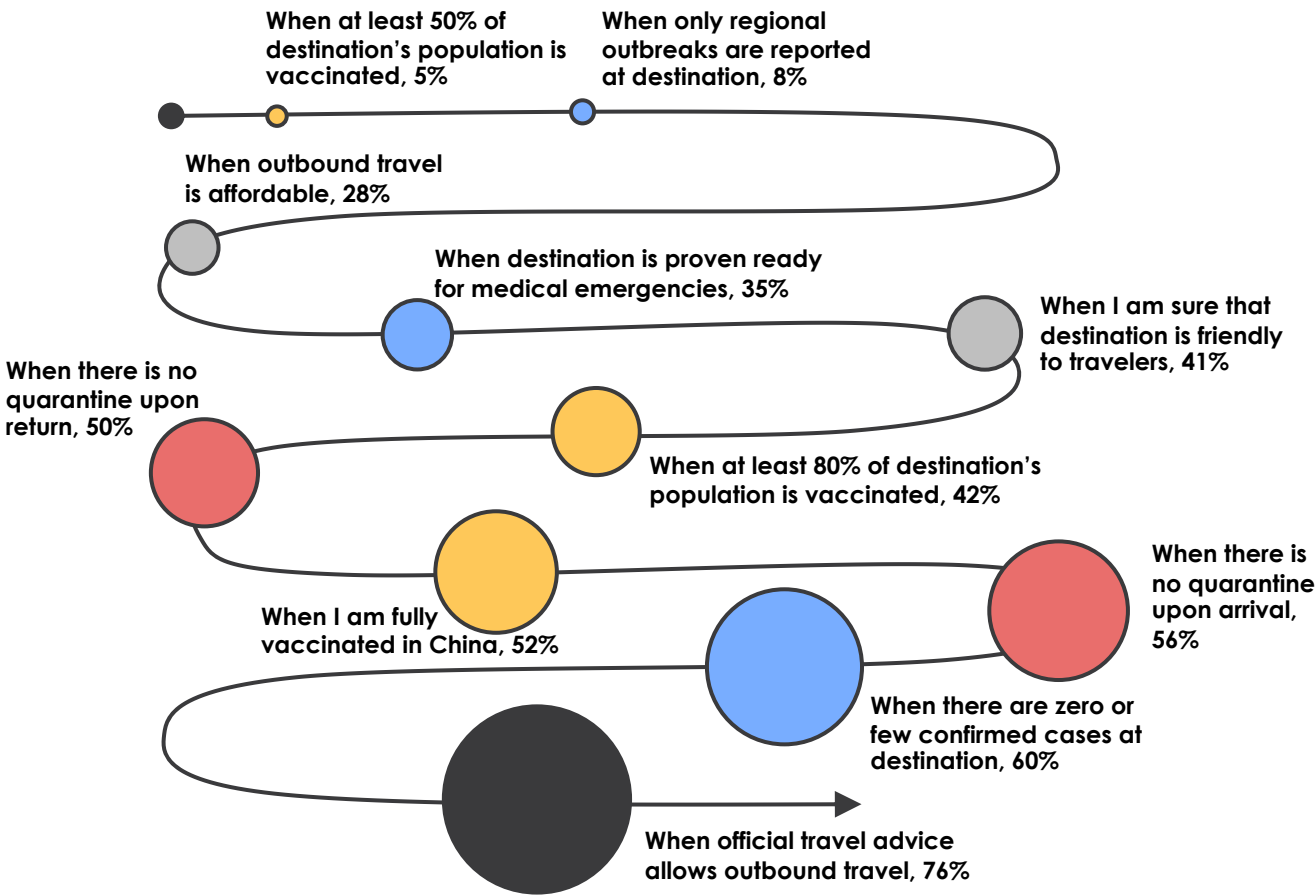 When at least 50% of
destination’s population is
vaccinated, 5%
When only regional
outbreaks are reported
at destination, 8%
When outbound travel
is affordable, 28%
When destination is proven ready
for medical emergencies, 35%
When I am sure that
destination is friendly
to travelers, 41%
When there is no
quarantine upon
return, 50%
When at least 80% of destination’s
population is vaccinated, 42%
When I am fully
vaccinated in China, 52%
When there is
no quarantine
upon arrival,
56%
When there are zero or
few confirmed cases at
destination, 60%
When official travel advice
allows outbound travel, 76%